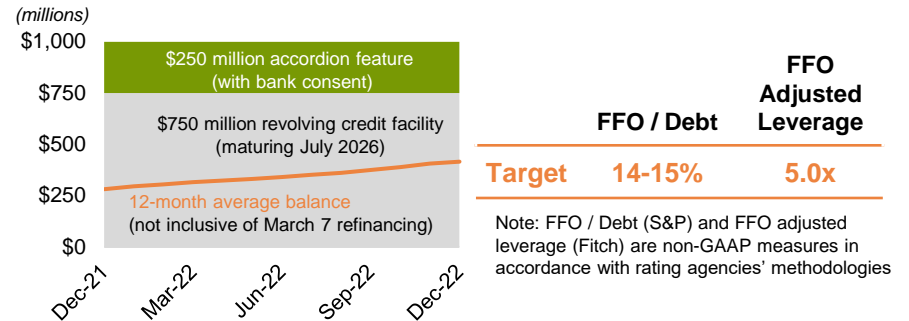 (millions)
$1,000
$750
$500
$250
$0
$250 million accordion feature
(with bank consent)
$750 million revolving credit facility
(maturing July 2026)
12-month average balance
(not inclusive of March 7 refinancing)
Dec-21
Mar-22
Jun-22
Sep-22
Dec-22
FFO / Debt
FFO
Adjusted
Leverage
Target 14-15% 5.0x
Note: FFO / Debt (S&P) and FFO adjusted
leverage (Fitch) are non-GAAP measures in
accordance with rating agencies’ methodologies